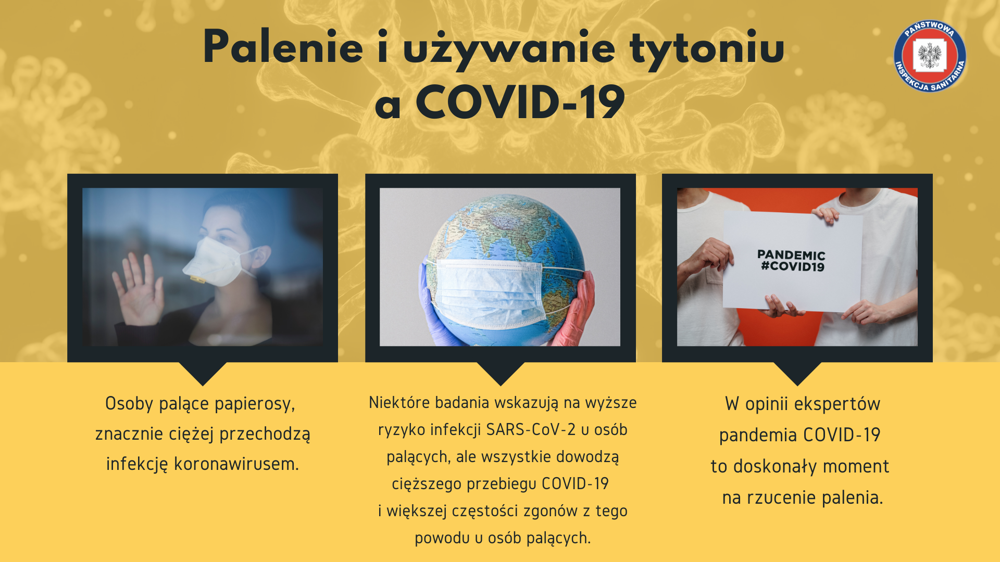 Palenie i używanie tytoniu
a COVID-19
PAŃSTWOWA
INSPEKCJA SANITARNA
PANDEMIC
#COVID19
Osoby palące papierosy,
znacznie ciężej przechodzą
infekcję koronawirusem.
Niektóre badania wskazują na wyższe
ryzyko infekcji SARS-CoV-2 u osób
palących, ale wszystkie dowodzą
cięższego przebiegu COVID-19
i większej częstości zgonów z tego
powodu u osób palących.
W opinii ekspertów
pandemia COVID-19
to doskonały moment
na rzucenie palenia.